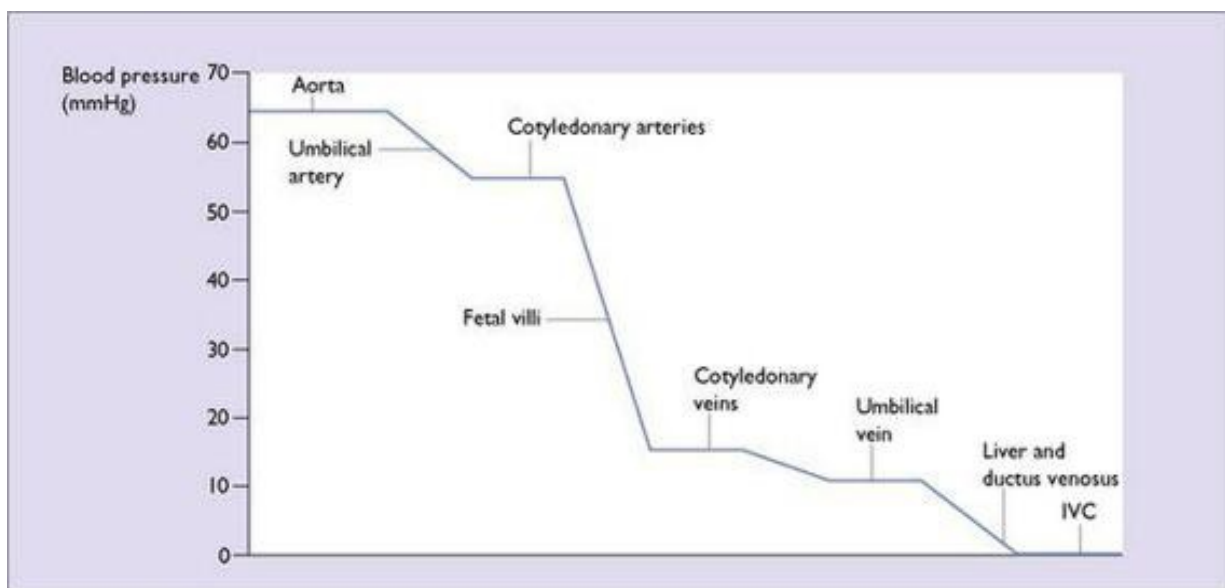 Blood pressure
(mmHg)
70
60
50
40
30
20
10
0
Aorta
Umbilical
artery
Cotyledonary arteries
Fetal villi
Cotyledonary
veins
Umbilical
vein
Liver and
ductus venosus
IVC